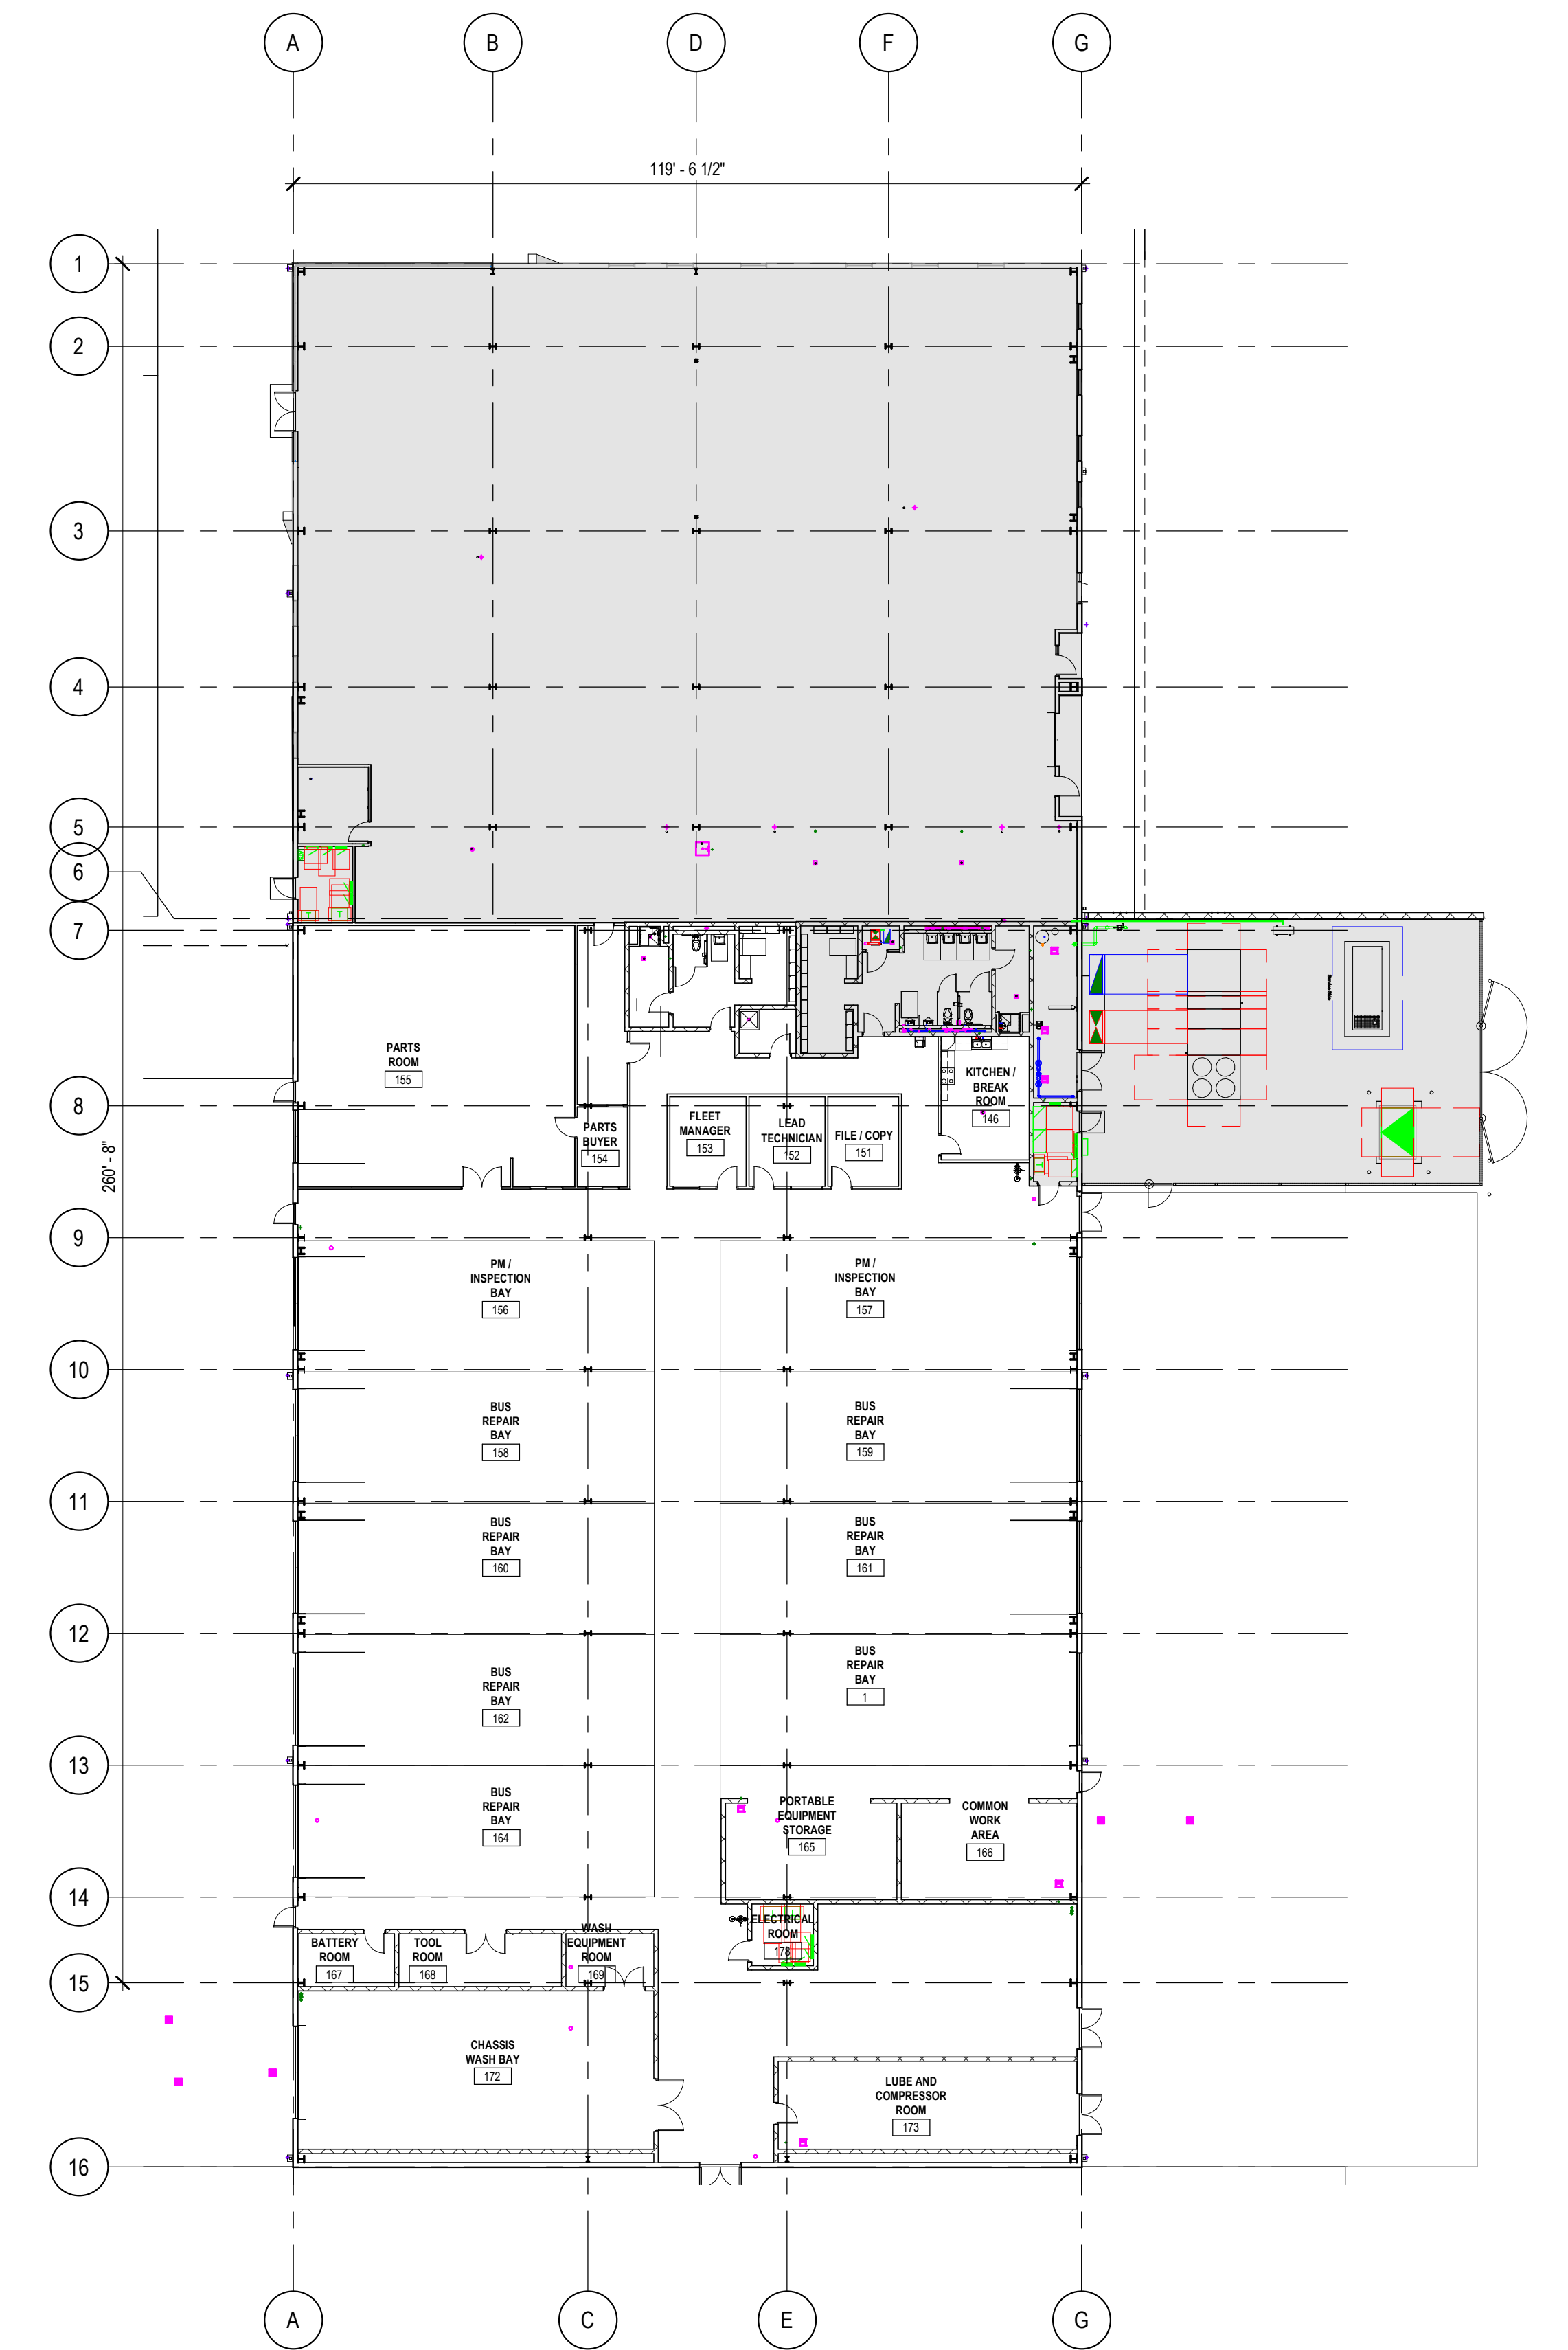 A B D F G
119' - 6 1/2"
1
2
3
4
5
6
7
PARTS
ROOM
155
KITCHEN /
BREAK
ROOM
146
8
FLEET
MANAGER
153
LEAD
TECHNICIAN
152
FILE / COPY
151
PARTS
BUYER
154
260' - 8"
9
PM /
INSPECTION
BAY
156
PM /
INSPECTION
BAY
157
10
BUS
REPAIR
BAY
158
BUS
REPAIR
BAY
159
11
BUS
REPAIR
BAY
160
BUS
REPAIR
BAY
161
12
BUS
REPAIR
BAY
162
BUS
REPAIR
BAY
1
13
BUS
REPAIR
BAY
164
PORTABLE
EQUIPMENT
STORAGE
165
COMMON
WORK
AREA
166
14
BATTERY
ROOM
167
TOOL
ROOM
168
WASH
EQUIPMENT
ROOM
169
ELECTRICAL
ROOM
178
15
CHASSIS
WASH BAY
172
LUBE AND
COMPRESSOR
ROOM
173
16
A C E G